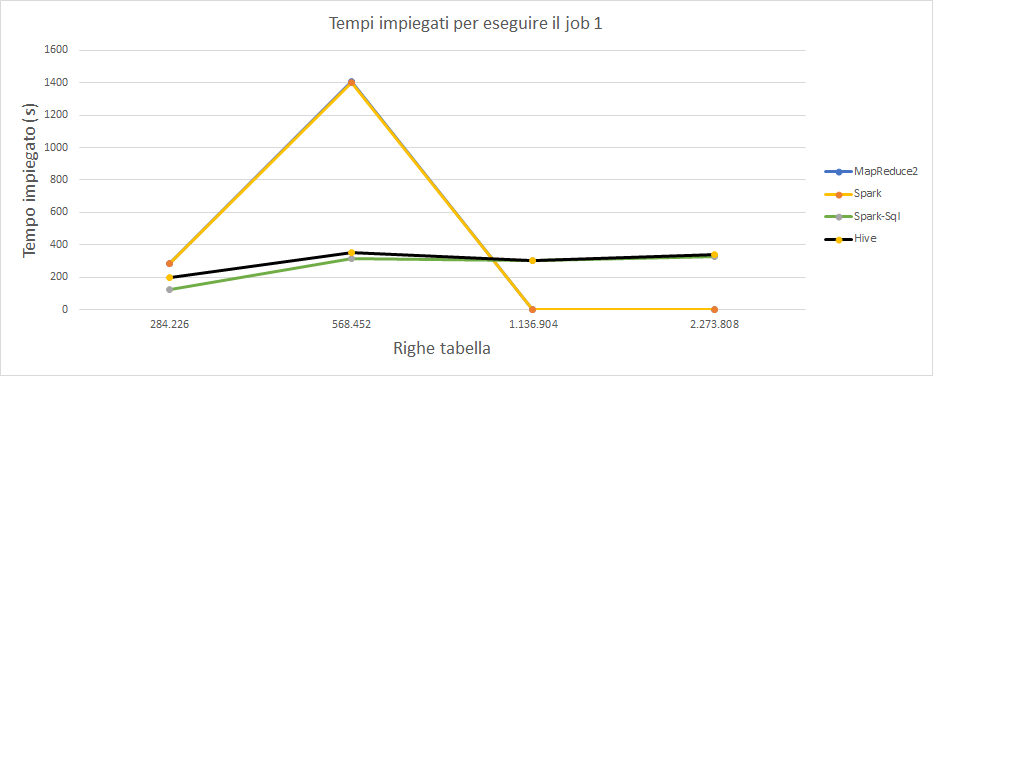 Tempi impiegati per eseguire il job 1
1600
1400
1200
1000
800
600
400
200
0
Tempo impiegato (s)
284.226
568.452
1.136.904
2.273.808
Righe tabella
MapReduce2
Spark
Spark-Sql
Hive